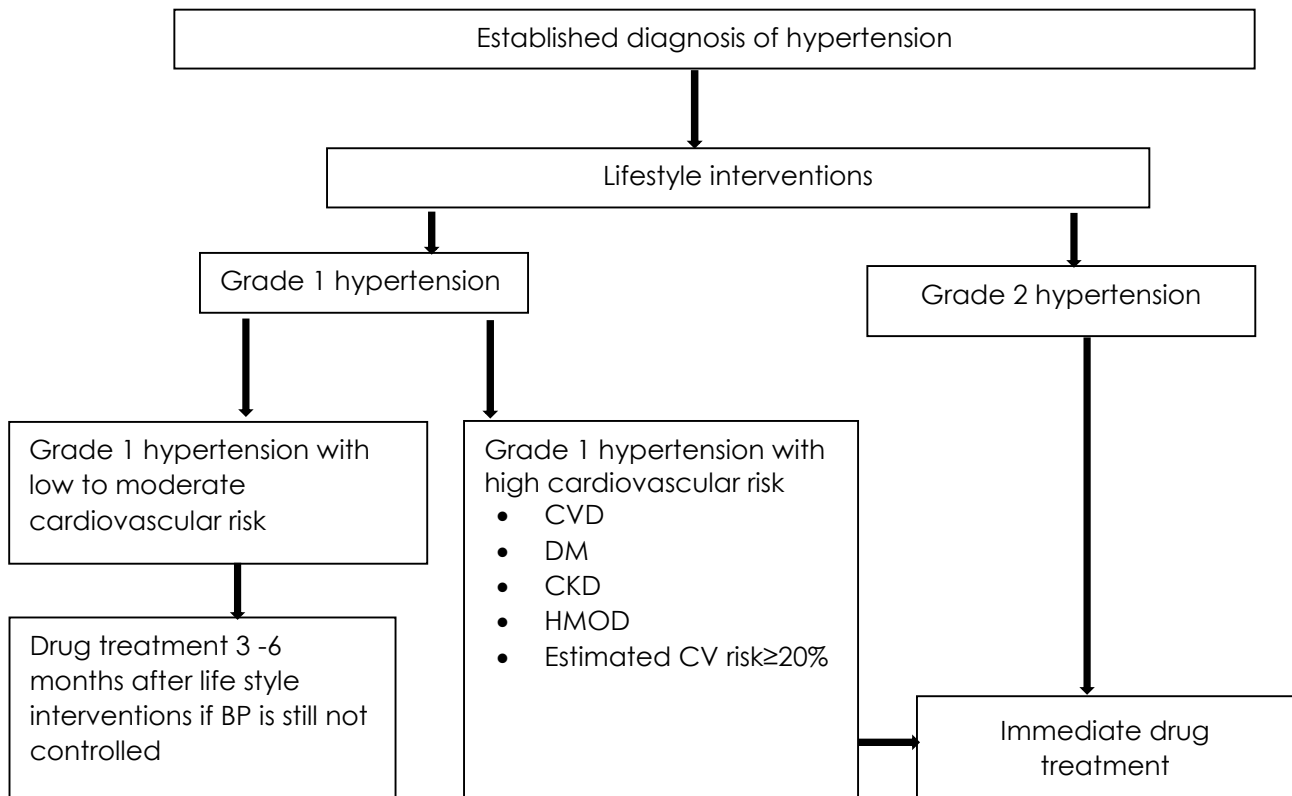 Established diagnosis of hypertension
Lifestyle interventions
Grade 1 hypertension
Grade 2 hypertension
Grade 1 hypertension with
low to moderate
cardiovascular risk
Grade 1 hypertension with
high cardiovascular risk
• CVD
• DM
• CKD
• HMOD
• Estimated CV risk≥20%
Drug treatment 3 -6
months after life style
interventions if BP is still not
controlled
Immediate drug
treatment